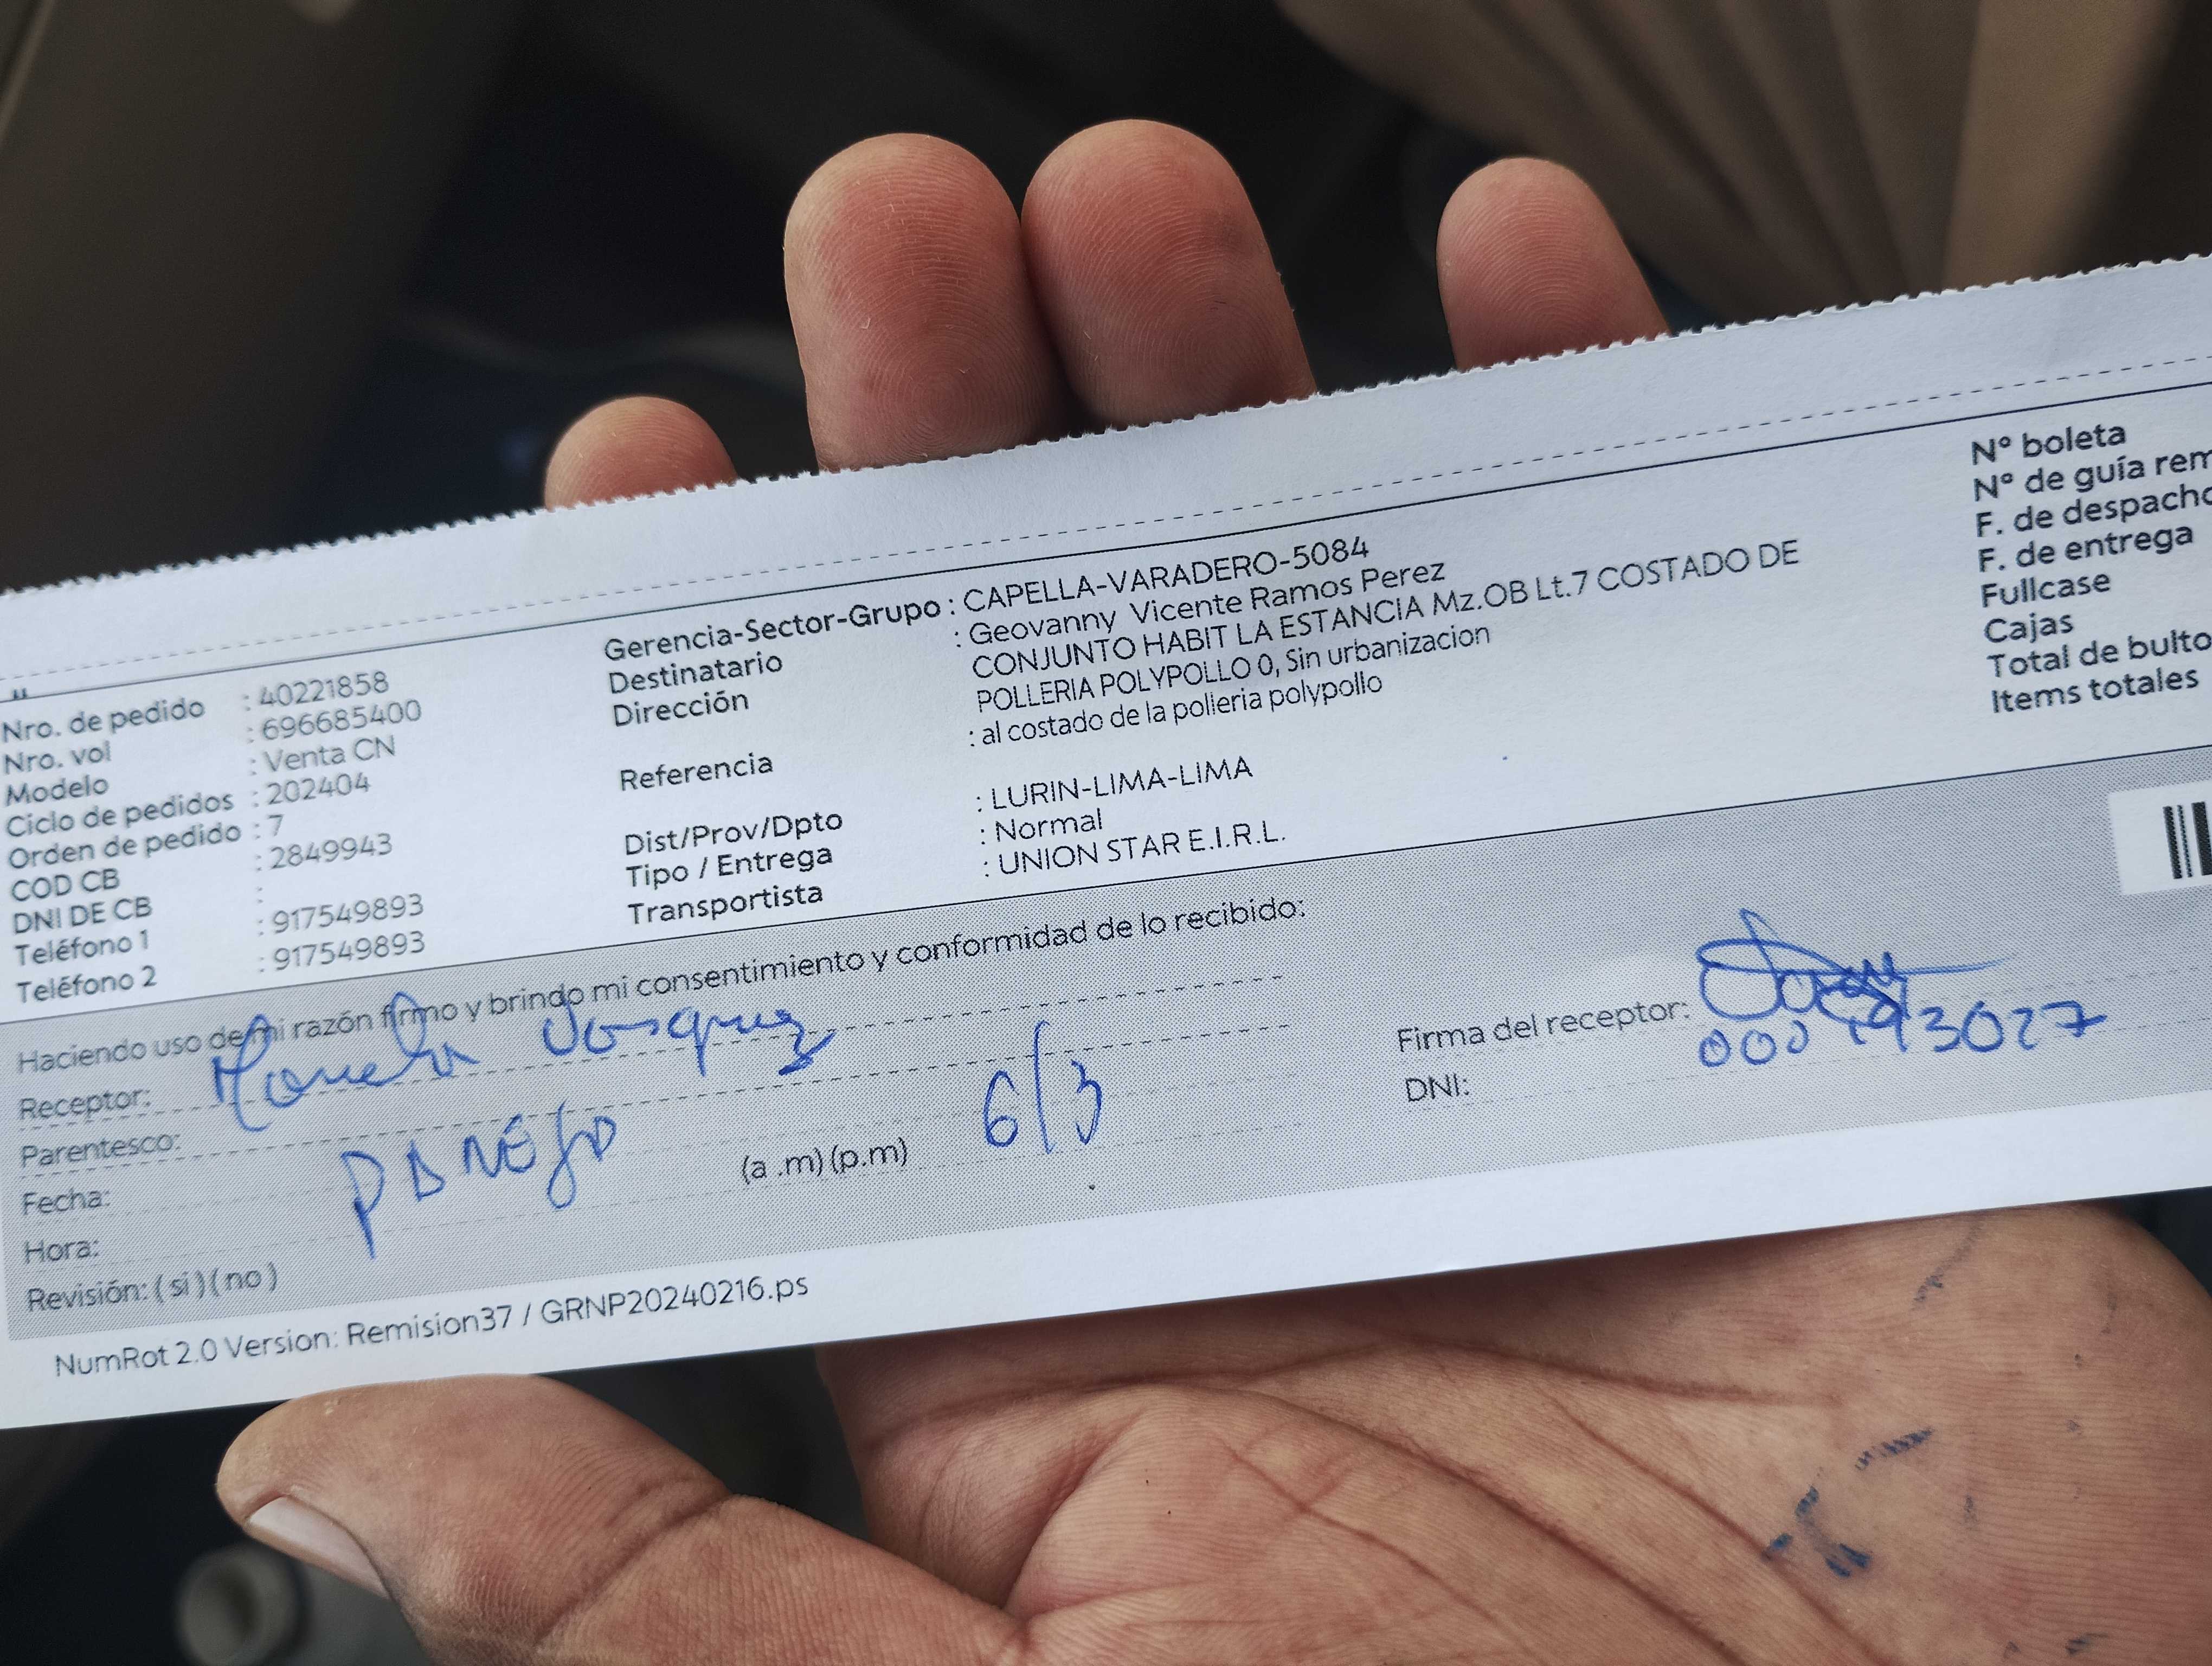 Nro. de pedido : 40221858
Nro. vol : 696685400
Modelo : Venta CN
Ciclo de pedidos : 202404
Orden de pedido : 7
COD CB : 2849943
DNI DE CB :
Teléfono 1 : 917549893
Teléfono 2 : 917549893
Gerencia-Sector-Grupo : CAPELLA-VARADERO-5084
Destinatario : Geovanny Vicente Ramos Perez
Dirección CONJUNTO HABIT LA ESTANCIA Mz.OB Lt.7 COSTADO DE
POLLERIA POLYPOLLO 0, Sin urbanizacion
Referencia : al costado de la polleria polypollo
Dist/Prov/Dpto : LURIN-LIMA-LIMA
Tipo / Entrega : Normal
Transportista : UNION STAR E.I.R.L.
N° boleta
N° de guía rem
F. de despacho
F. de entrega
Fullcase
Cajas
Total de bulto
Items totales
Haciendo uso de mi razón firmo y brindo mi consentimiento y conformidad de lo recibido:
Receptor: Vasquez
Parentesco:
Fecha: 6/3
Hora: (a .m) (p.m)
Revisión: ( si ) ( no )
Firma del receptor:
DNI:
NumRot 2.0 Version: Remision37 / GRNP20240216.ps